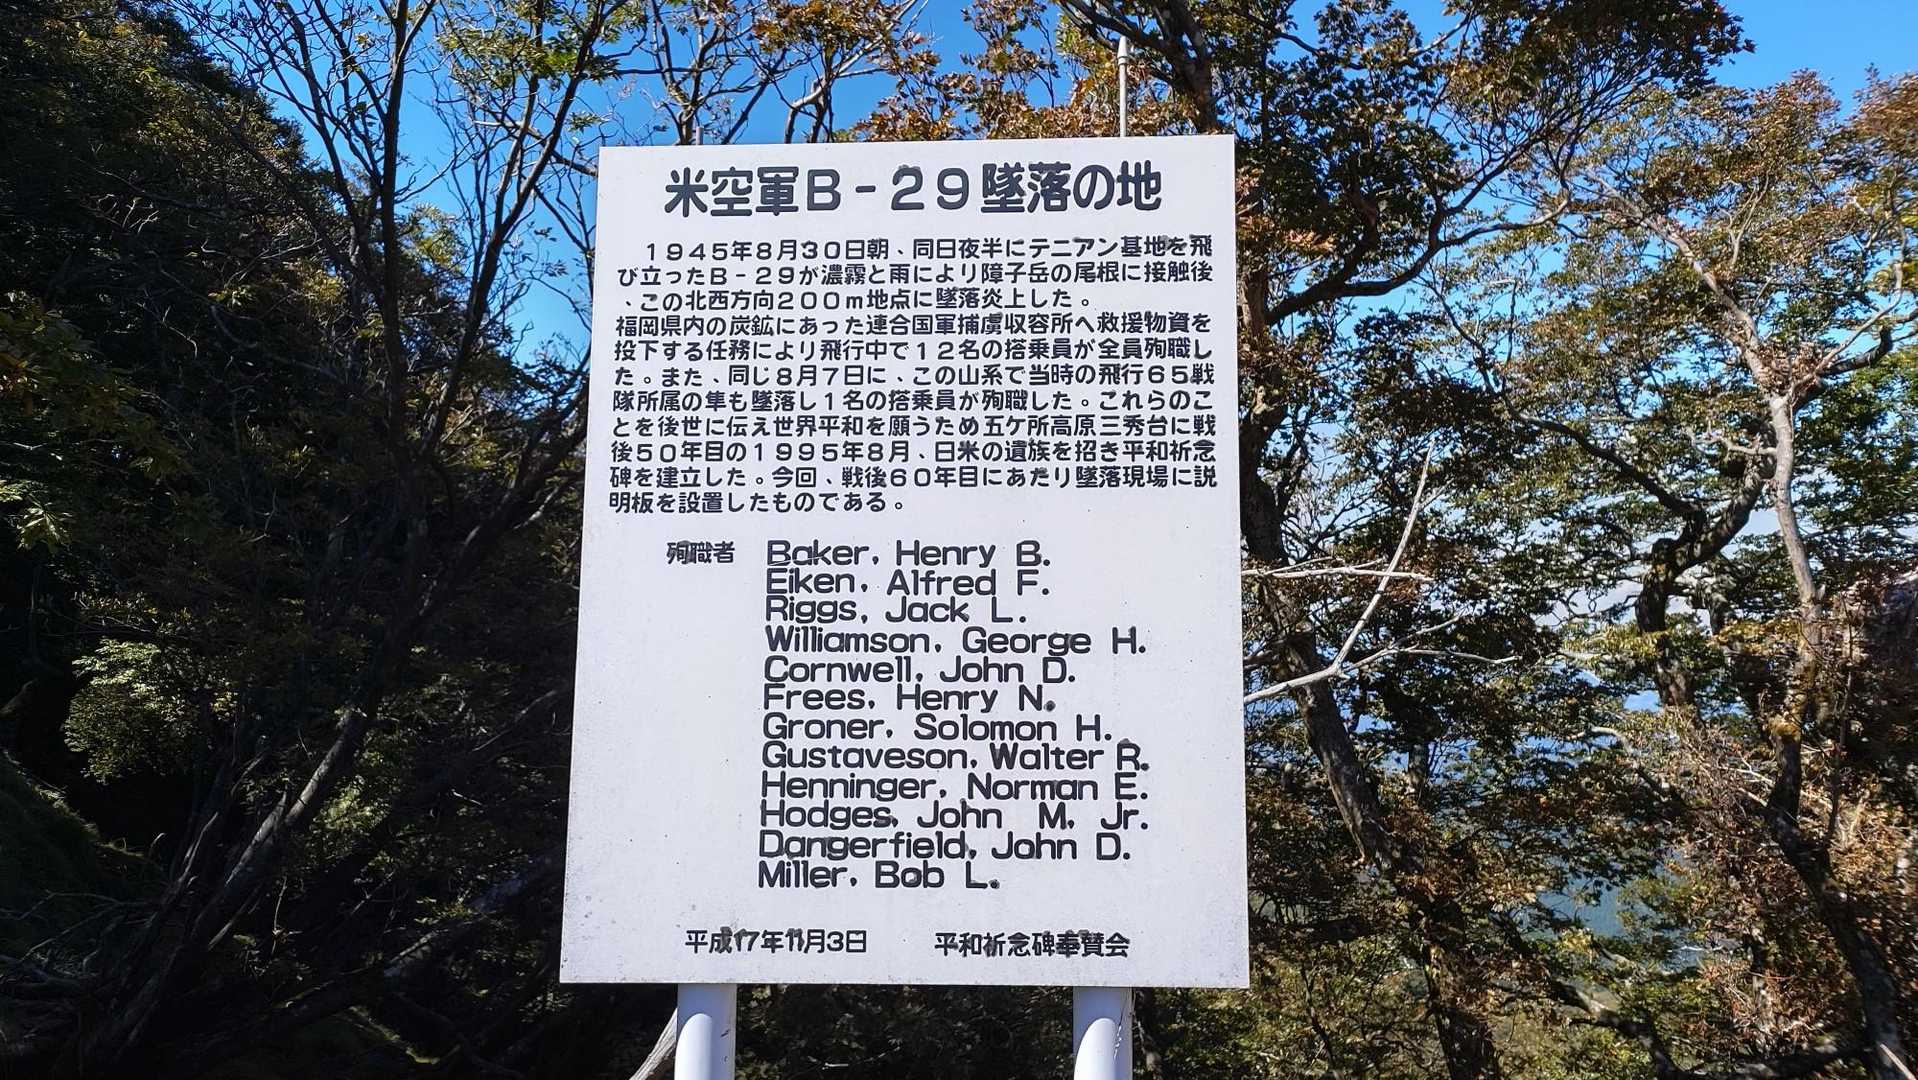 米空軍B-29墜落の地
1945年8月30日朝、同日夜半にテニアン基地を飛
び立ったB-29が濃霧と雨により障子岳の尾根に接触後
、この北西方向200m地点に墜落炎上した。
福岡県内の炭鉱にあった連合国軍捕虜収容所へ救援物資を
投下する任務により飛行中で12名の搭乗員が全員殉職し
た。また、同じ8月7日に、この山系で当時の飛行65戦
隊所属の隼も墜落し1名の搭乗員が殉職した。これらのこ
とを後世に伝え世界平和を願うため五ケ所高原三秀台に戦
後50年目の1995年8月、日米の遺族を招き平和祈念
碑を建立した。今回、戦後60年目にあたり墜落現場に説
明板を設置したものである。
殉職者 Baker, Henry B.
Eiken, Alfred F.
Riggs, Jack L.
Williamson, George H.
Cornwell, John D.
Frees, Henry N.
Groner, Solomon H.
Gustaveson, Walter R.
Henninger, Norman E.
Hodges, John M, Jr.
Dangerfield, John D.
Miller, Bob L.
平成17年11月3日 平和祈念碑奉賛会